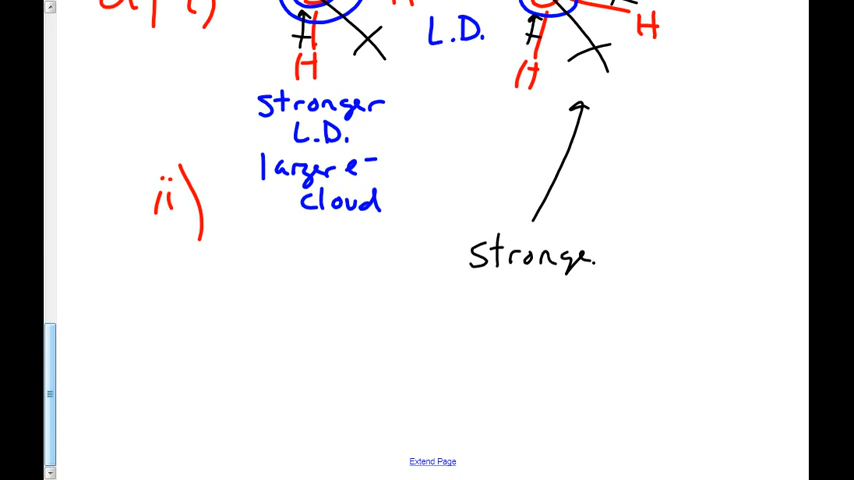 i)
H
H
L.D.
H
H
stronger
L.D.
larger e⁻
cloud
ii)
stronge.
Extend Page